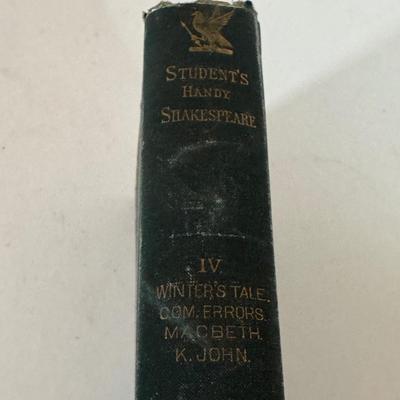 STUDENT'S
HANDY
SHAKESPEARE
IV.
WINTER'S TALE.
COM. ERRORS.
MACBETH.
K. JOHN.